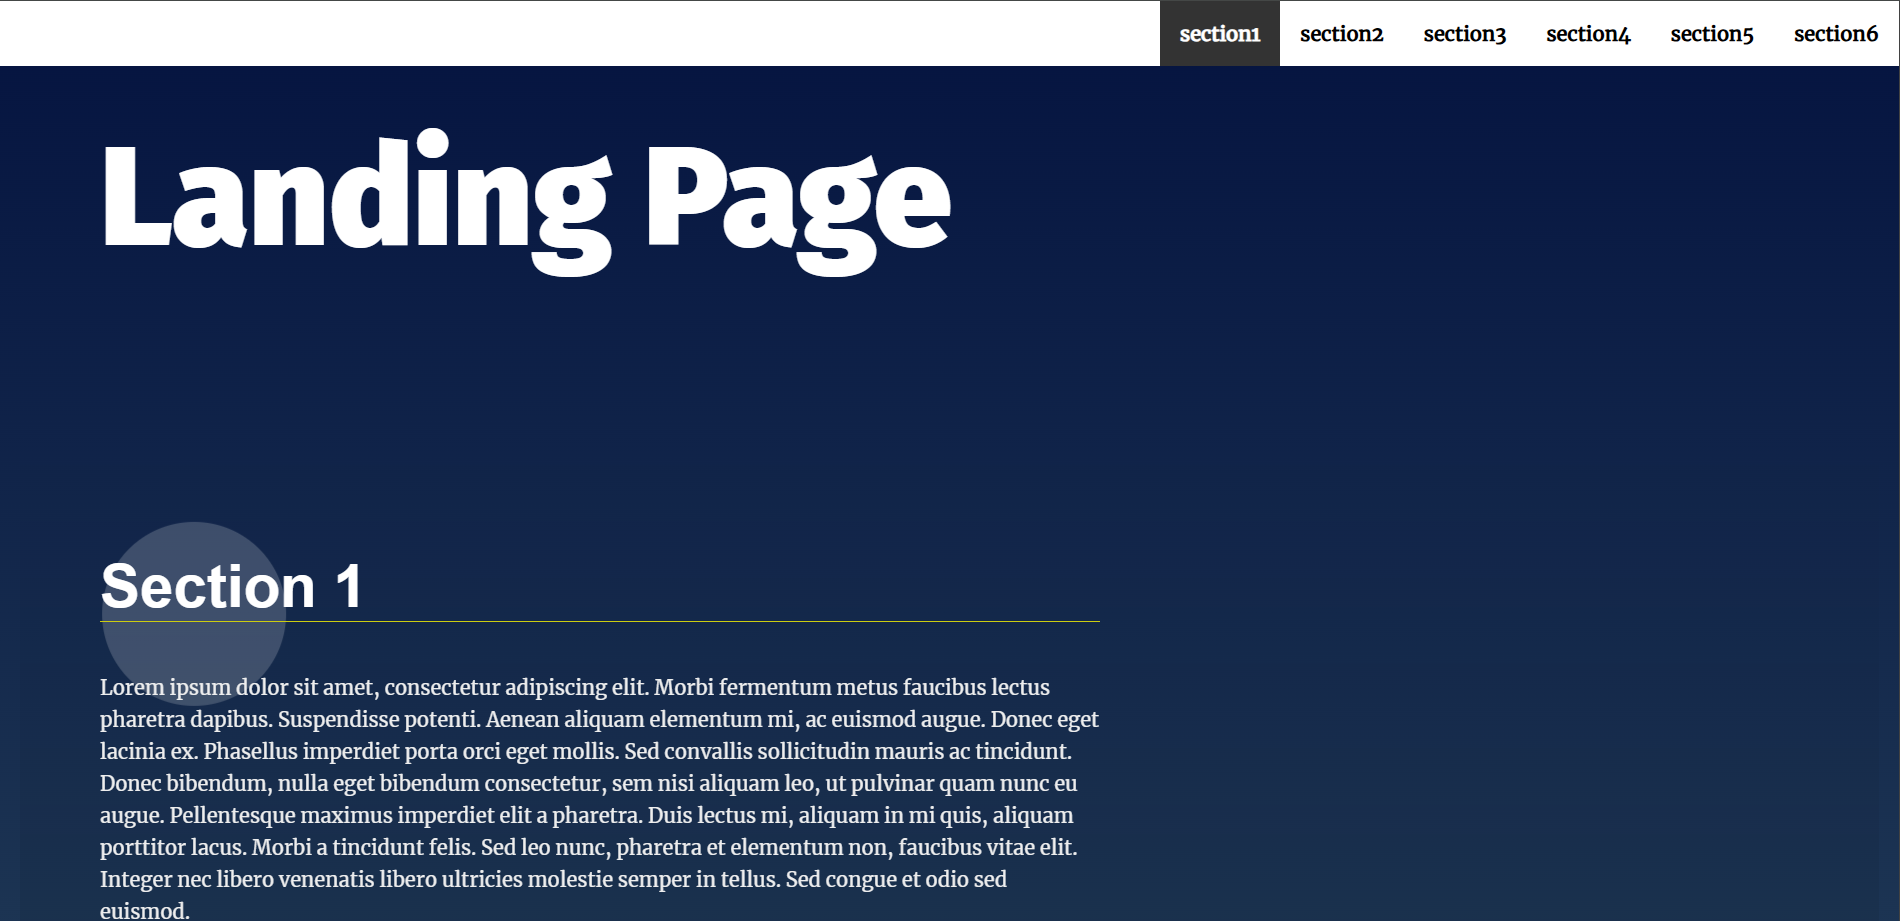 section1 section2 section3 section4 section5 section6
Landing Page
Section 1
Lorem ipsum dolor sit amet, consectetur adipiscing elit. Morbi fermentum metus faucibus lectus
pharetra dapibus. Suspendisse potenti. Aenean aliquam elementum mi, ac euismod augue. Donec eget
lacinia ex. Phasellus imperdiet porta orci eget mollis. Sed convallis sollicitudin mauris ac tincidunt.
Donec bibendum, nulla eget bibendum consectetur, sem nisi aliquam leo, ut pulvinar quam nunc eu
augue. Pellentesque maximus imperdiet elit a pharetra. Duis lectus mi, aliquam in mi quis, aliquam
porttitor lacus. Morbi a tincidunt felis. Sed leo nunc, pharetra et elementum non, faucibus vitae elit.
Integer nec libero venenatis libero ultricies molestie semper in tellus. Sed congue et odio sed
euismod.